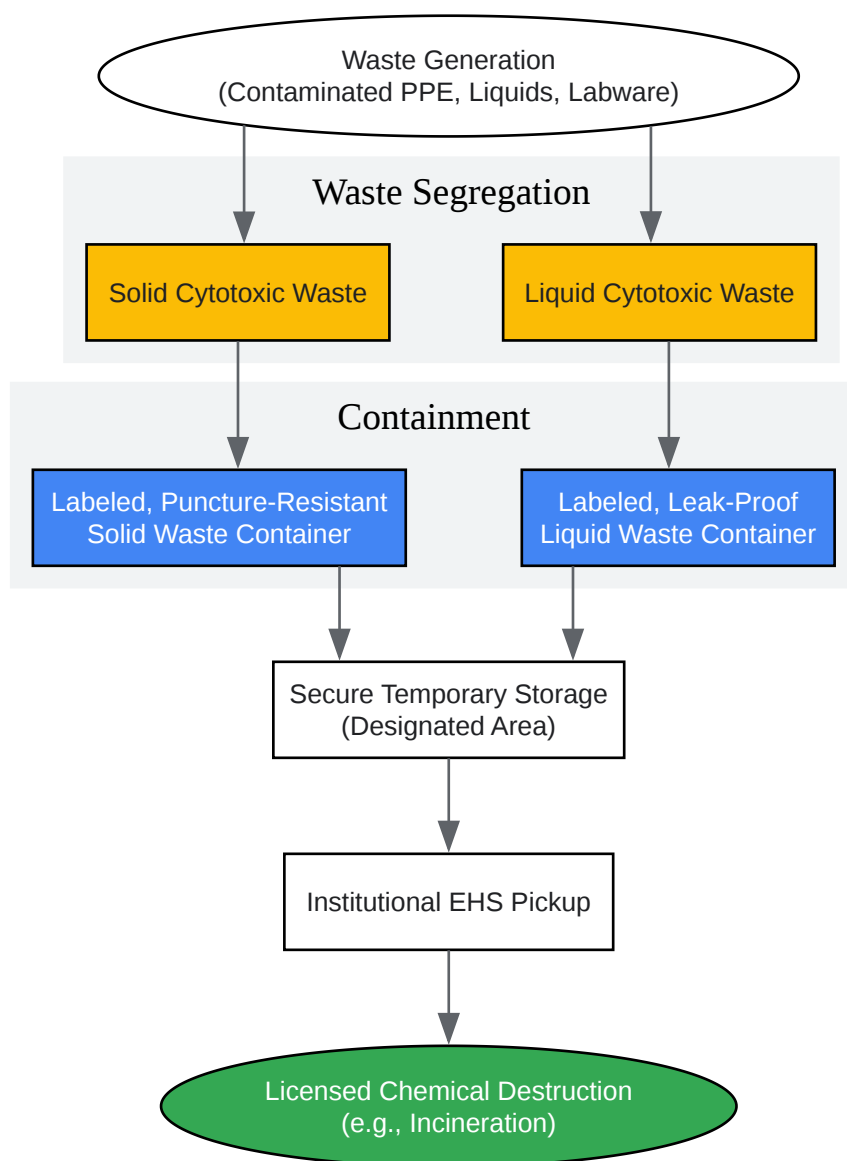 Waste Generation
(Contaminated PPE, Liquids, Labware)
Waste Segregation
Solid Cytotoxic Waste
Liquid Cytotoxic Waste
Containment
Labeled, Puncture-Resistant
Solid Waste Container
Labeled, Leak-Proof
Liquid Waste Container
Secure Temporary Storage
(Designated Area)
Institutional EHS Pickup
Licensed Chemical Destruction
(e.g., Incineration)